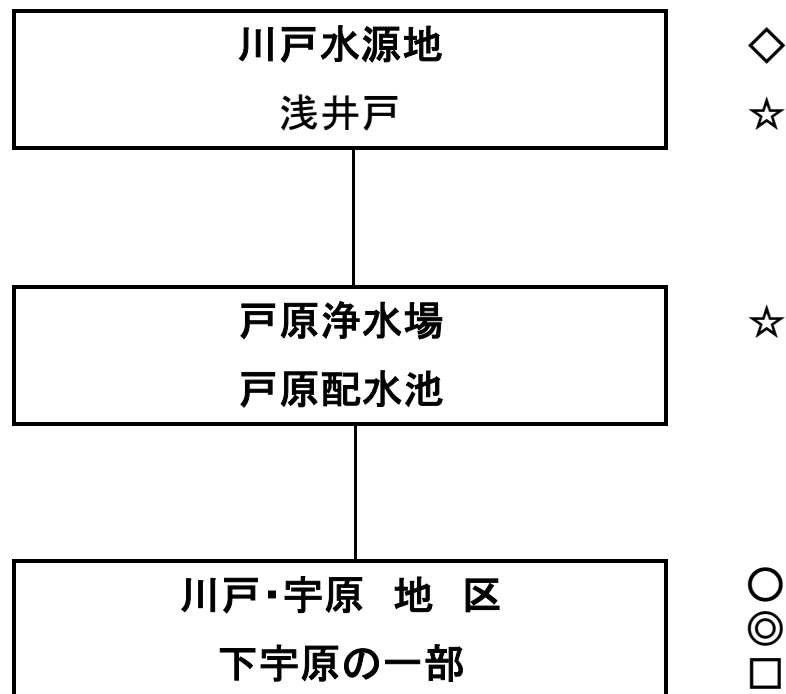 川戸水源地 ◇
浅井戸 ☆
戸原浄水場 ☆
戸原配水池
川戸・宇原 地 区 ○
◎
下宇原の一部 □